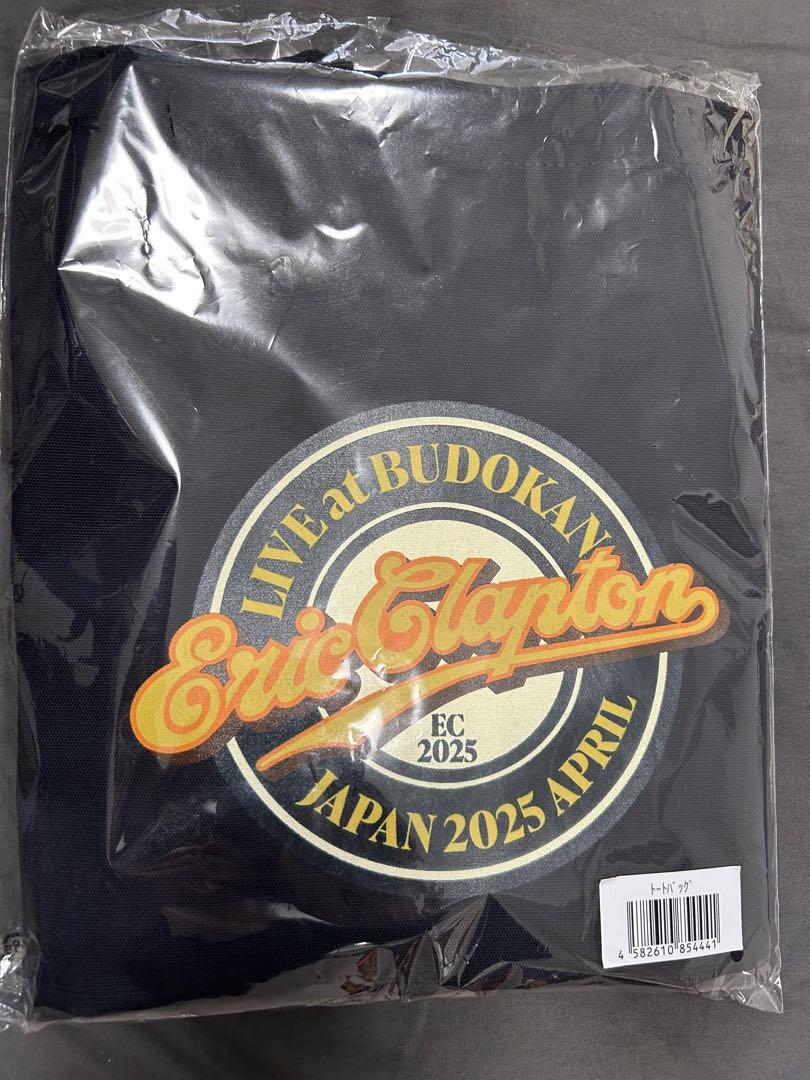 LIVE at BUDOKAN
Eric Clapton
EC
2025
JAPAN 2025 APRIL
ﾄｰﾄﾊﾞｯｸﾞ
4 582610 854441